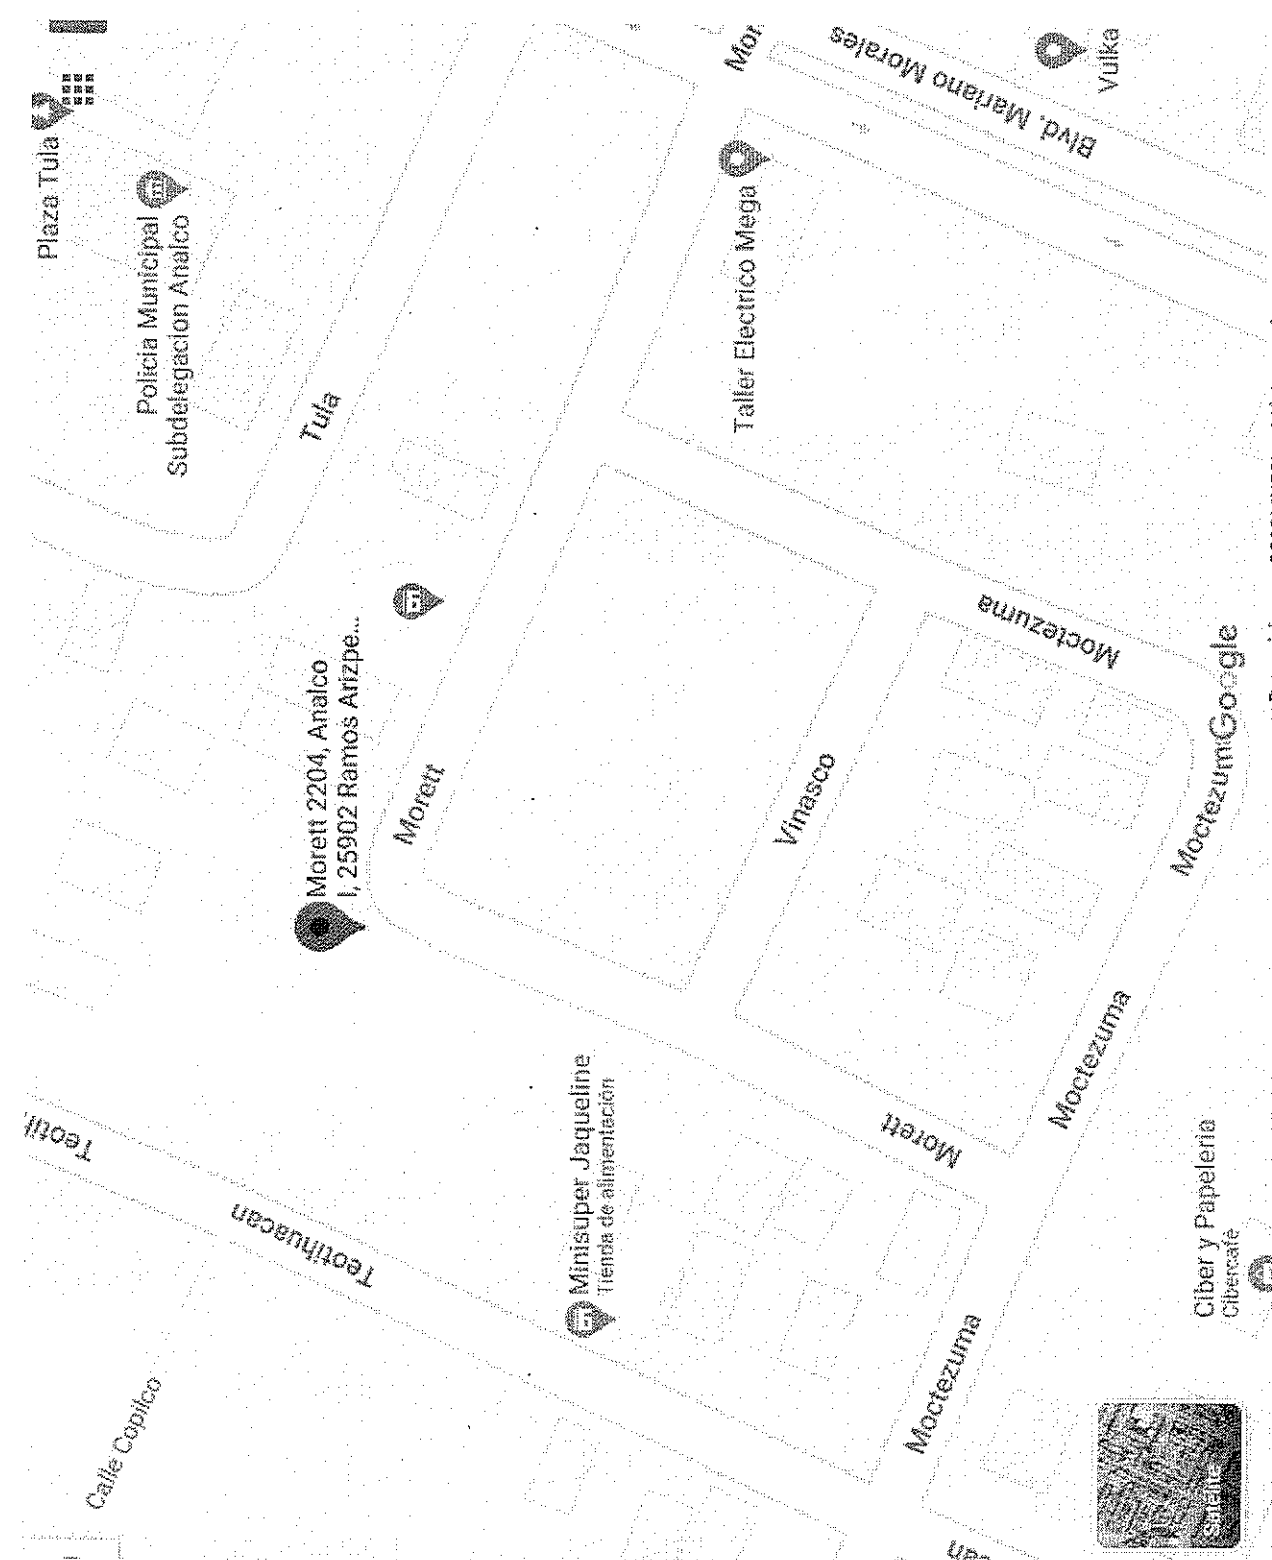 Plaza Tula
Policia Municipal
Subdelegacion Analco
Tula
Morett 2204, Analco
I, 25902 Ramos Arizpe...
Morett
Teotihuacan
Calle Copilco
Minisuper Jaqueline
Tienda de alimentación
Mor
Blvd. Mariano Morales
Vulka
Taller Electrico Mega
Moctezuma
Vinasco
Morett
Moctezuma
Moctezuma
Google
Ciber y Papeleria
Cibercafé
Moctezuma
Satélite